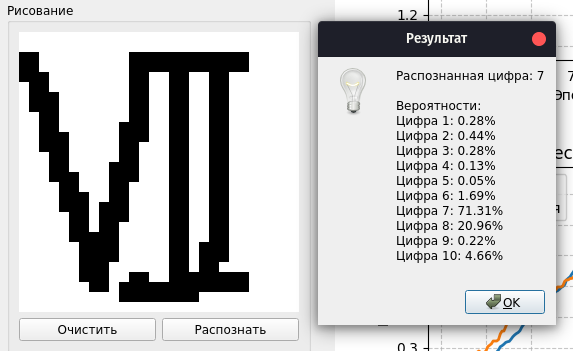 Рисование
VII
Очистить
Распознать
Результат
Распознанная цифра: 7
Вероятности:
Цифра 1: 0.28%
Цифра 2: 0.44%
Цифра 3: 0.28%
Цифра 4: 0.13%
Цифра 5: 0.05%
Цифра 6: 1.69%
Цифра 7: 71.31%
Цифра 8: 20.96%
Цифра 9: 0.22%
Цифра 10: 4.66%
OK
1.2
0.3